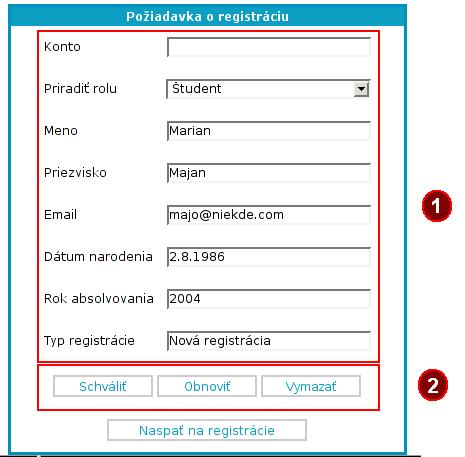 Požiadavka o registráciu
Konto
Priradiť rolu Študent
Meno Marian
Priezvisko Majan
Email majo@niekde.com
Dátum narodenia 2.8.1986
Rok absolvovania 2004
Typ registrácie Nová registrácia
1
Schváliť Obnoviť Vymazať
2
Naspať na registrácie